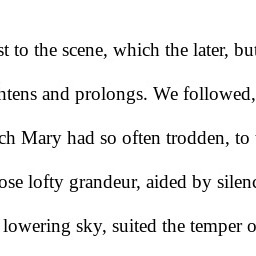 st to the scene, which the later, but
htens and prolongs. We followed,
ch Mary had so often trodden, to
ose lofty grandeur, aided by silenc
lowering sky, suited the temper o